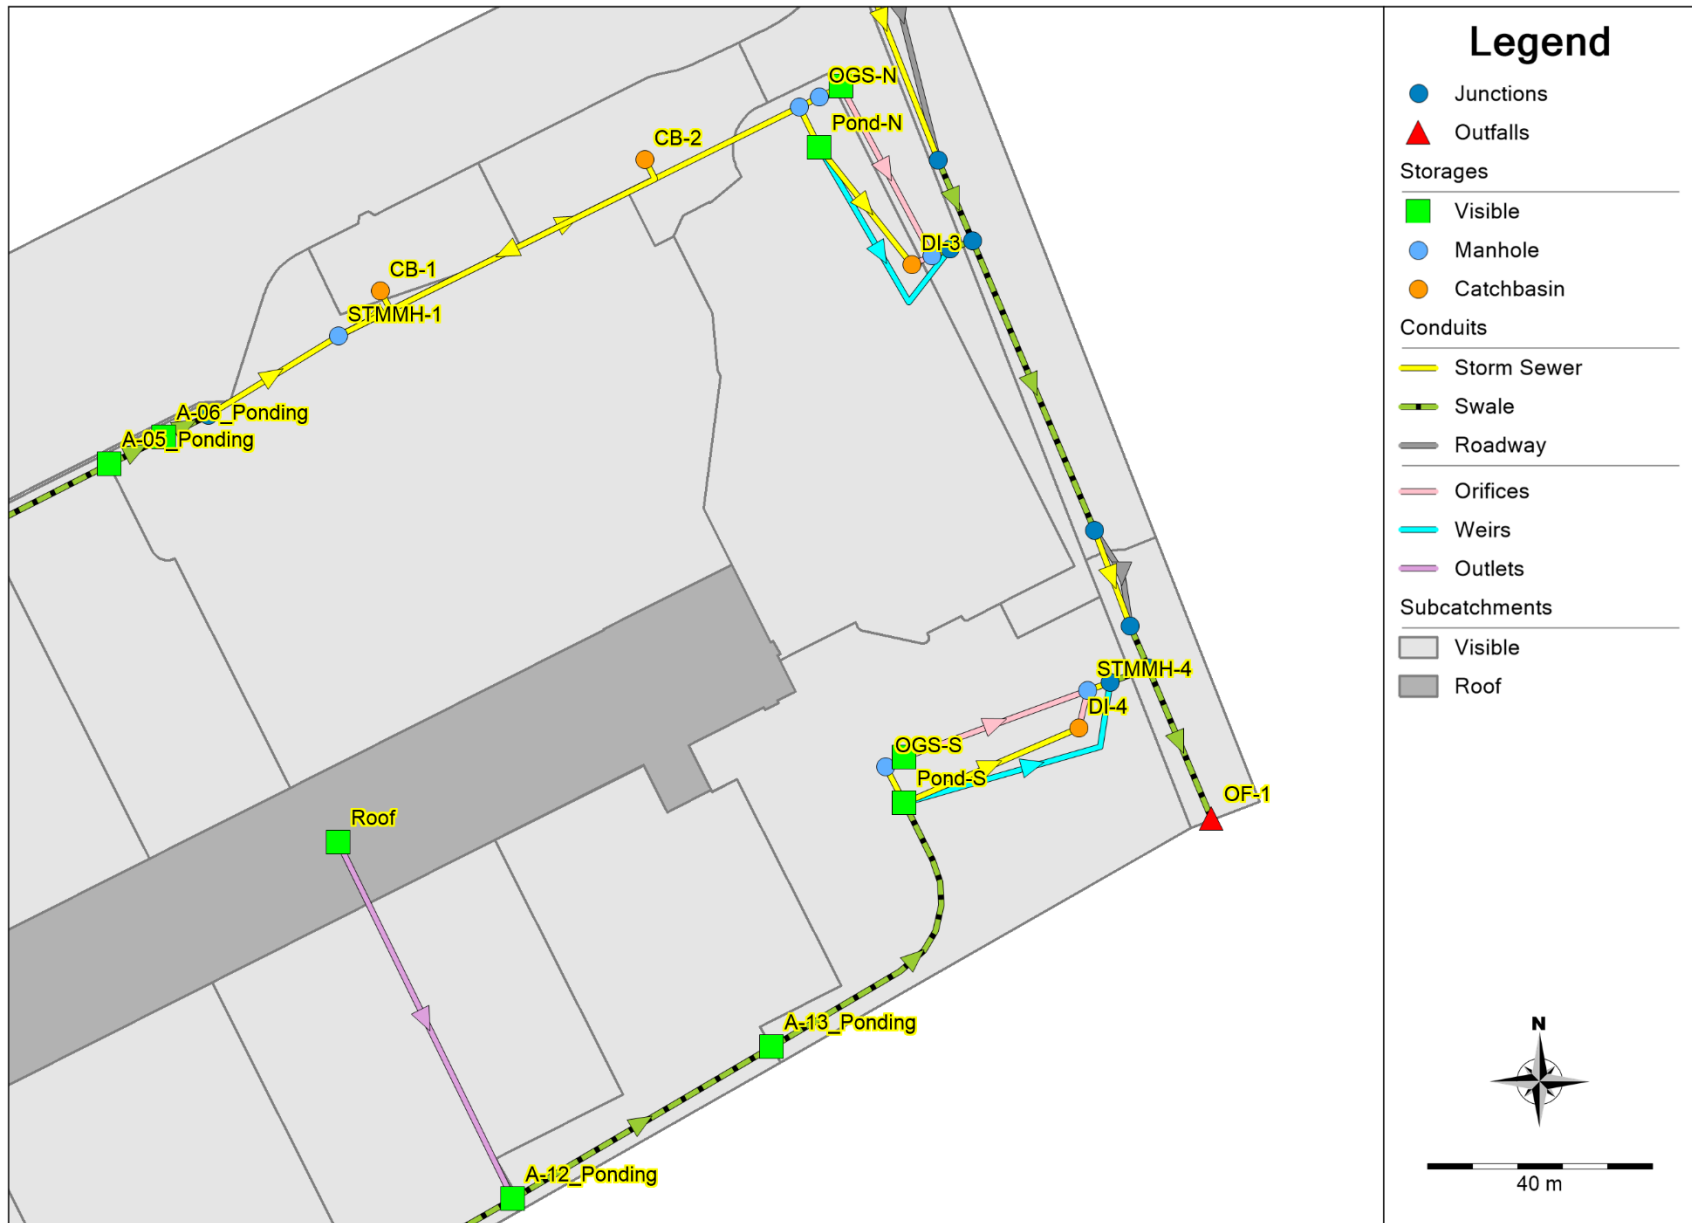 OGS-N
Pond-N
CB-2
DI-3
CB-1
STMMH-1
A-06_Ponding
A-05_Ponding
STMMH-4
DI-4
OGS-S
Pond-S
OF-1
Roof
A-13_Ponding
A-12_Ponding
Legend
Junctions
Outfalls
Storages
Visible
Manhole
Catchbasin
Conduits
Storm Sewer
Swale
Roadway
Orifices
Weirs
Outlets
Subcatchments
Visible
Roof
N
40 m